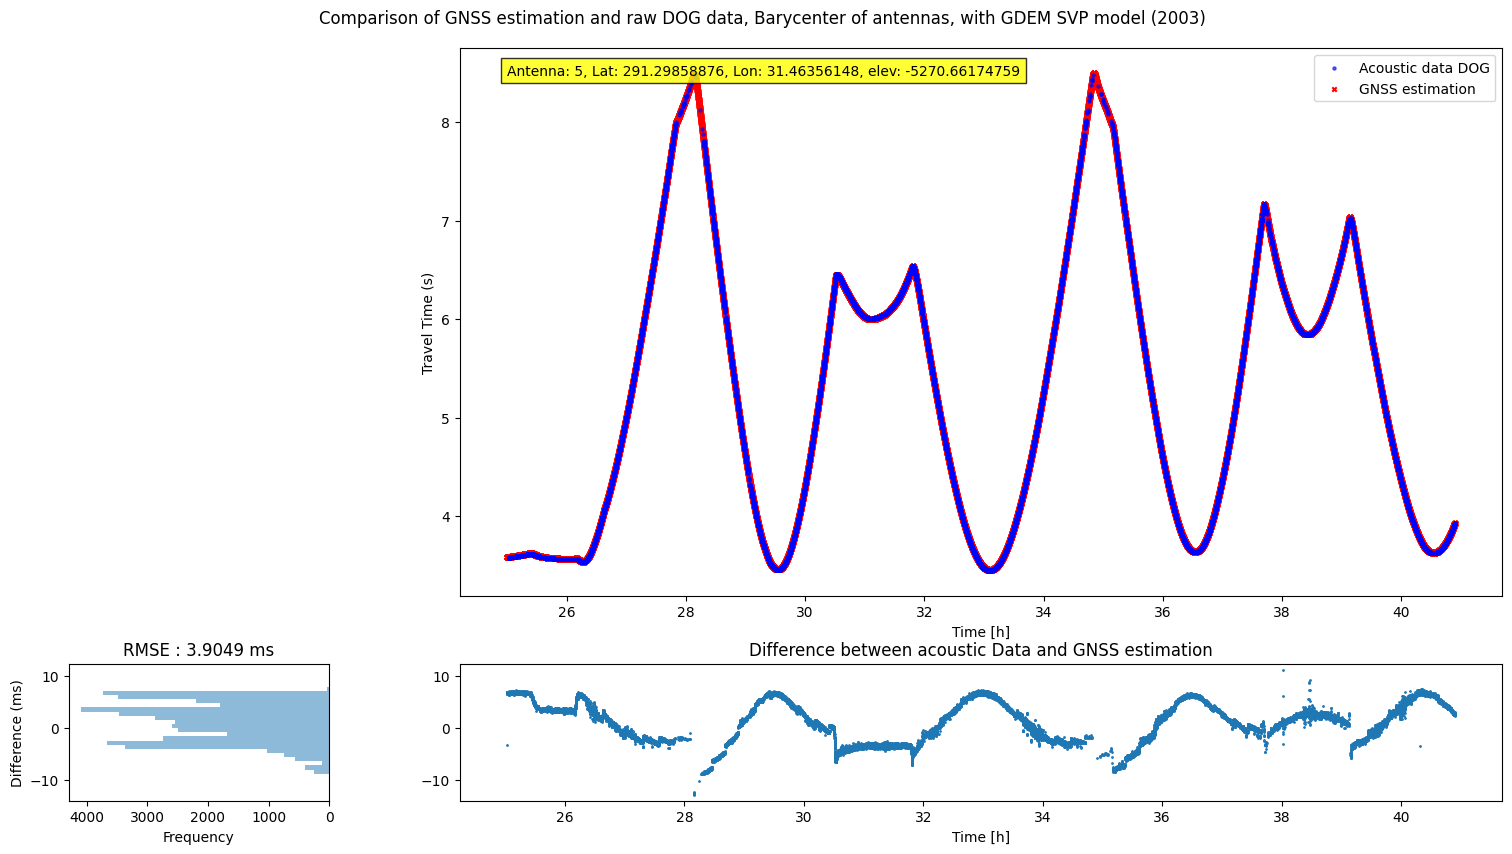 Comparison of GNSS estimation and raw DOG data, Barycenter of antennas, with GDEM SVP model (2003)
Antenna: 5, Lat: 291.29858876, Lon: 31.46356148, elev: -5270.66174759
Acoustic data DOG
GNSS estimation
Travel Time (s)
8
7
6
5
4
26 28 30 32 34 36 38 40
Time [h]
RMSE : 3.9049 ms
Difference (ms)
10
0
−10
4000 3000 2000 1000 0
Frequency
Difference between acoustic Data and GNSS estimation
10
0
−10
26 28 30 32 34 36 38 40
Time [h]